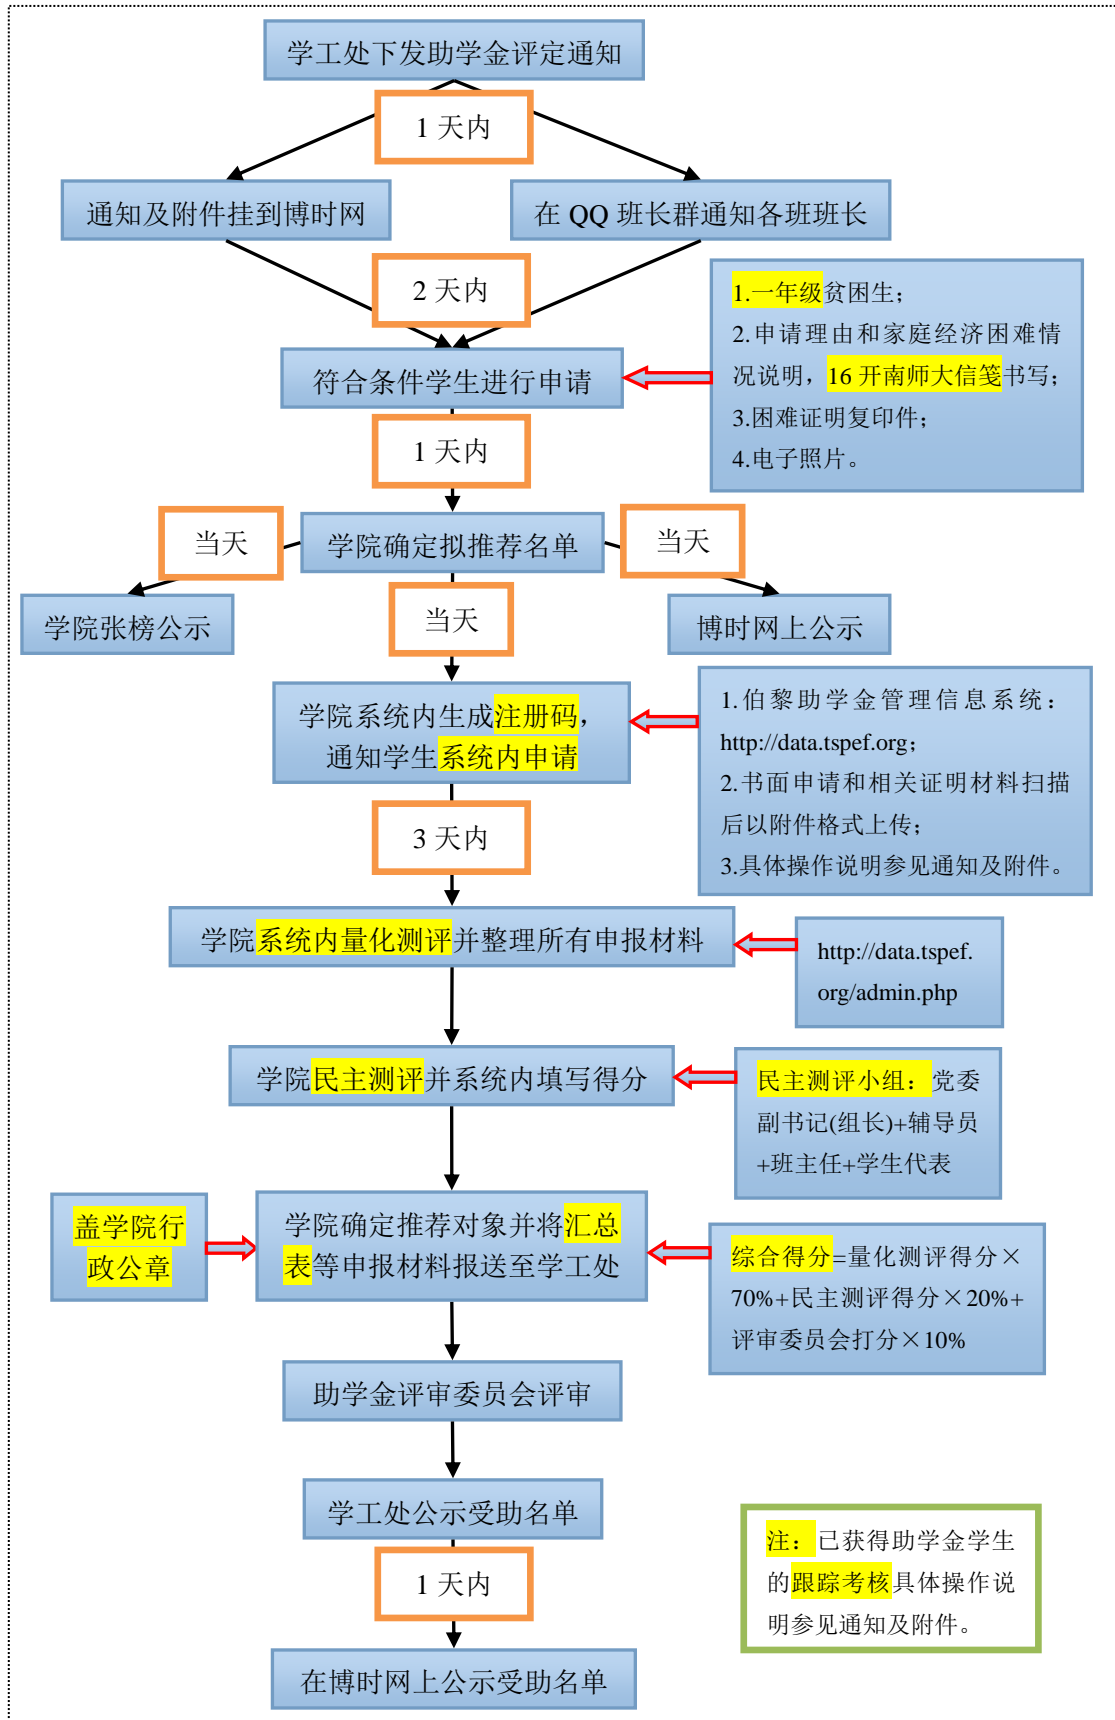 学工处下发助学金评定通知
1 天内
通知及附件挂到博时网
在 QQ 班长群通知各班班长
2 天内
符合条件学生进行申请
1.一年级贫困生；
2.申请理由和家庭经济困难情
况说明，16 开南师大信笺书写；
3.困难证明复印件；
4.电子照片。
1 天内
当天
学院确定拟推荐名单
当天
学院张榜公示
当天
博时网上公示
学院系统内生成注册码，
通知学生系统内申请
1.伯黎助学金管理信息系统：
http://data.tspef.org；
2.书面申请和相关证明材料扫描
后以附件格式上传；
3.具体操作说明参见通知及附件。
3 天内
学院系统内量化测评并整理所有申报材料
http://data.tspef.
org/admin.php
学院民主测评并系统内填写得分
民主测评小组：党委
副书记(组长)+辅导员
+班主任+学生代表
盖学院行
政公章
学院确定推荐对象并将汇总
表等申报材料报送至学工处
综合得分=量化测评得分×
70%+民主测评得分×20%+
评审委员会打分×10%
助学金评审委员会评审
学工处公示受助名单
1 天内
在博时网上公示受助名单
注：已获得助学金学生
的跟踪考核具体操作说
明参见通知及附件。